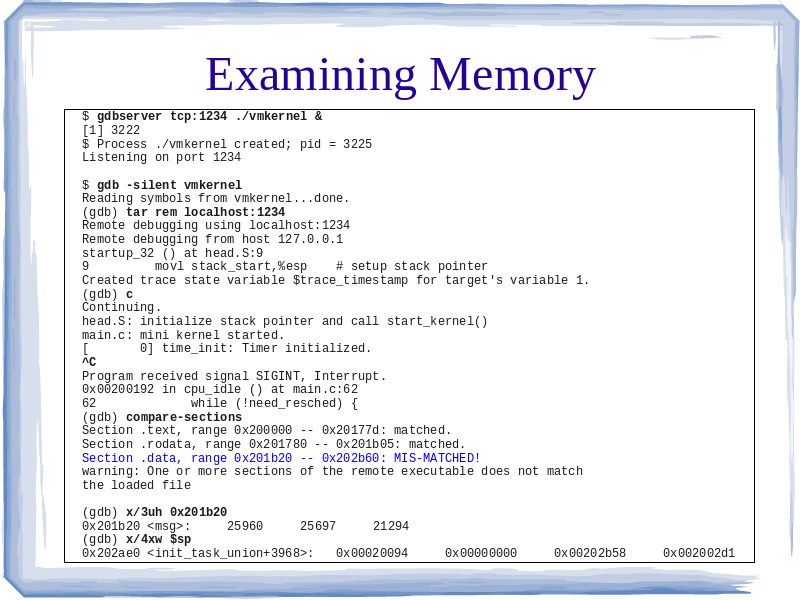 Examining Memory
$ gdbserver tcp:1234 ./vmkernel &
[1] 3222
$ Process ./vmkernel created; pid = 3225
Listening on port 1234
$ gdb -silent vmkernel
Reading symbols from vmkernel...done.
(gdb) tar rem localhost:1234
Remote debugging using localhost:1234
Remote debugging from host 127.0.0.1
startup_32 () at head.S:9
9         movl stack_start,%esp    # setup stack pointer
Created trace state variable $trace_timestamp for target's variable 1.
(gdb) c
Continuing.
head.S: initialize stack pointer and call start_kernel()
main.c: mini kernel started.
[       0] time_init: Timer initialized.
^C
Program received signal SIGINT, Interrupt.
0x00200192 in cpu_idle () at main.c:62
62             while (!need_resched) {
(gdb) compare-sections
Section .text, range 0x200000 -- 0x20177d: matched.
Section .rodata, range 0x201780 -- 0x201b05: matched.
Section .data, range 0x201b20 -- 0x202b60: MIS-MATCHED!
warning: One or more sections of the remote executable does not match
the loaded file
(gdb) x/3uh 0x201b20
0x201b20 <msg>:     25960     25697     21294
(gdb) x/4xw $sp
0x202ae0 <init_task_union+3968>:   0x00020094     0x00000000     0x00202b58     0x002002d1